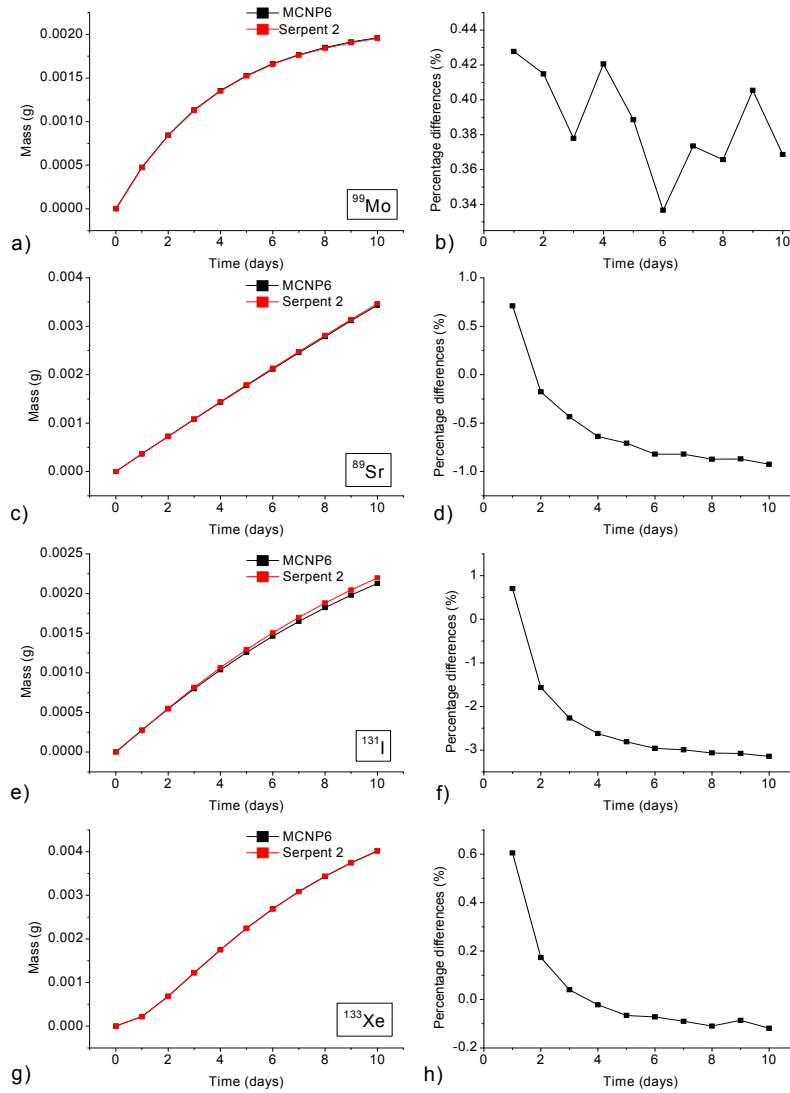 MCNP6
Serpent 2
0.0020
0.0015
0.0010
0.0005
0.0000
Mass (g)
⁹⁹Mo
0 2 4 6 8 10
Time (days)
a)
0.44
0.42
0.40
0.38
0.36
0.34
Percentage differences (%)
0 2 4 6 8 10
Time (days)
b)
MCNP6
Serpent 2
0.004
0.003
0.002
0.001
0.000
Mass (g)
⁸⁹Sr
0 2 4 6 8 10
Time (days)
c)
1.0
0.5
0.0
-0.5
-1.0
Percentage differences (%)
0 2 4 6 8 10
Time (days)
d)
MCNP6
Serpent 2
0.0025
0.0020
0.0015
0.0010
0.0005
0.0000
Mass (g)
¹³¹I
0 2 4 6 8 10
Time (days)
e)
1
0
-1
-2
-3
Percentage differences (%)
0 2 4 6 8 10
Time (days)
f)
MCNP6
Serpent 2
0.004
0.003
0.002
0.001
0.000
Mass (g)
¹³³Xe
0 2 4 6 8 10
Time (days)
g)
0.6
0.4
0.2
0.0
-0.2
Percentage differences (%)
0 2 4 6 8 10
Time (days)
h)